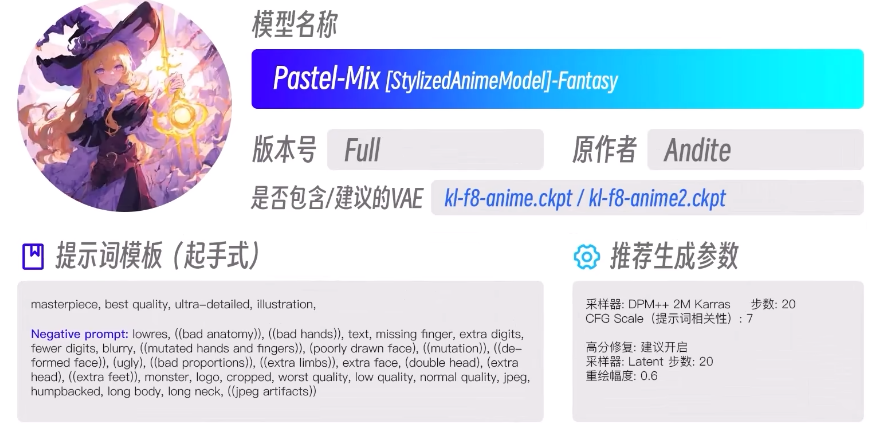 模型名称
Pastel-Mix [StylizedAnimeModel]-Fantasy
版本号 Full 原作者 Andite
是否包含/建议的VAE kl-f8-anime.ckpt / kl-f8-anime2.ckpt
提示词模板（起手式）
masterpiece, best quality, ultra-detailed, illustration,
Negative prompt: lowres, ((bad anatomy)), ((bad hands)), text, missing finger, extra digits,
fewer digits, blurry, ((mutated hands and fingers)), (poorly drawn face), ((mutation)), ((de-
formed face)), (ugly), ((bad proportions)), ((extra limbs)), extra face, (double head), (extra
head), ((extra feet)), monster, logo, cropped, worst quality, low quality, normal quality, jpeg,
humpbacked, long body, long neck, ((jpeg artifacts))
推荐生成参数
采样器: DPM++ 2M Karras 步数: 20
CFG Scale（提示词相关性）: 7
高分修复: 建议开启
采样器: Latent 步数: 20
重绘幅度: 0.6